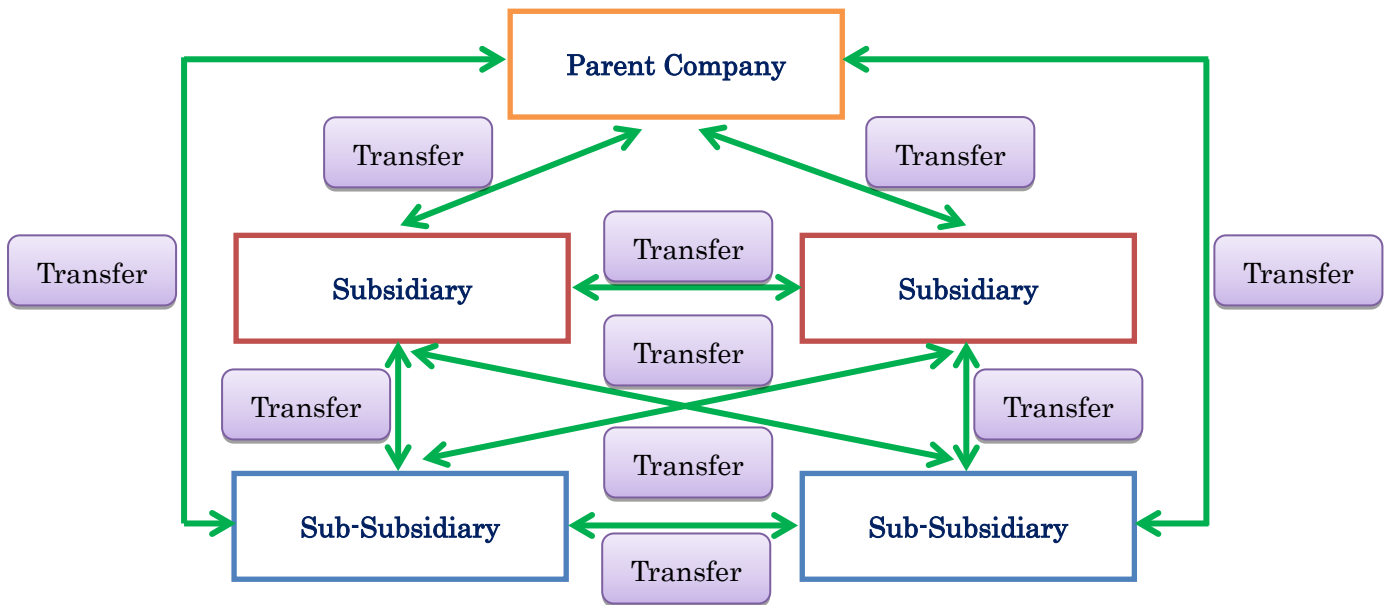 Parent Company
Transfer
Transfer
Transfer
Transfer
Transfer
Subsidiary
Subsidiary
Transfer
Transfer
Transfer
Transfer
Sub-Subsidiary
Sub-Subsidiary
Transfer